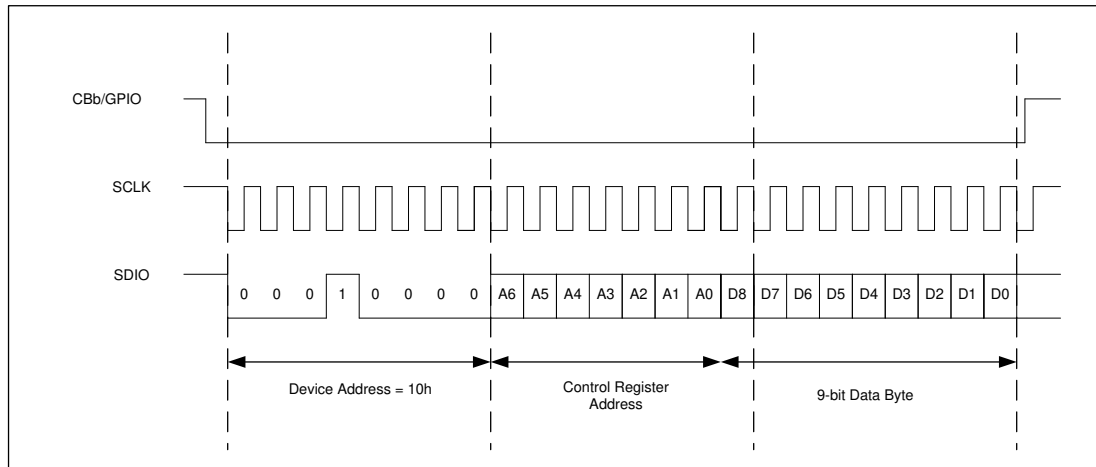 CBb/GPIO
SCLK
SDIO
0 0 0 1 0 0 0 0 A6 A5 A4 A3 A2 A1 A0 D8 D7 D6 D5 D4 D3 D2 D1 D0
Device Address = 10h
Control Register
Address
9-bit Data Byte